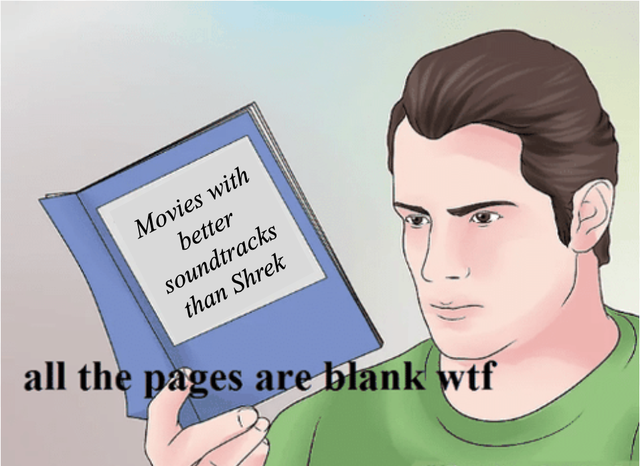 Movies with
better
soundtracks
than Shrek
all the pages are blank wtf